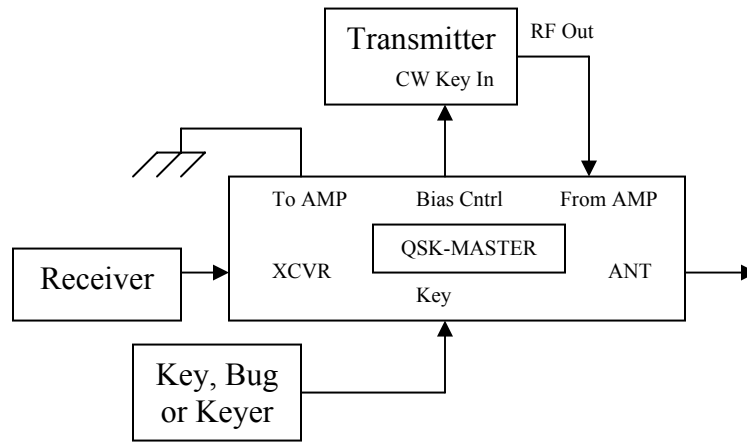 Transmitter
RF Out
CW Key In
To AMP
Bias Cntrl
From AMP
QSK-MASTER
Receiver
XCVR
ANT
Key
Key, Bug
or Keyer